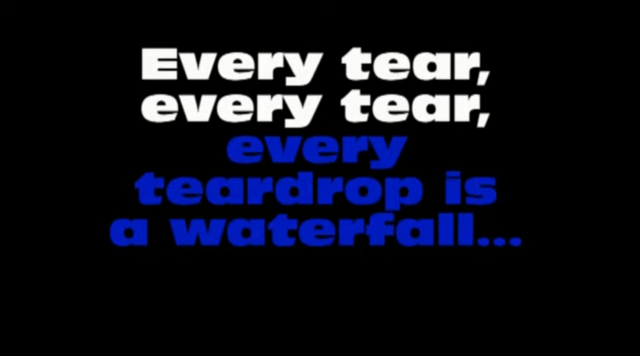 Every tear,
every tear,
every
teardrop is
a waterfall...